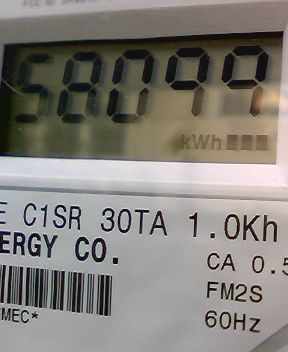 58099
kWh
E C1SR 30TA 1.0Kh
ERGY CO.
CA 0.5
FM2S
MEC*
60Hz